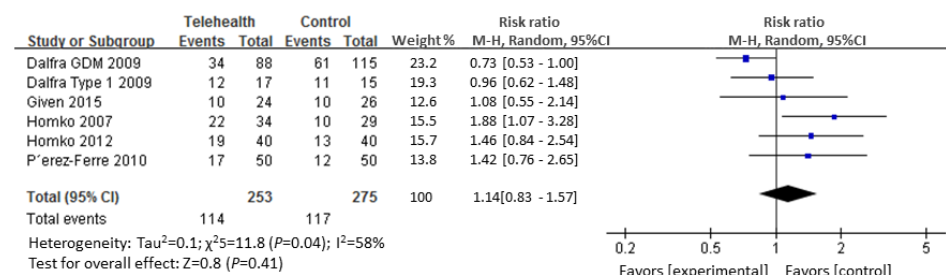 Telehealth Control Risk ratio Risk ratio
Study or Subgroup Events Total Events Total Weight% M-H, Random, 95%CI M-H, Random, 95%CI
Dalfra GDM 2009 34 88 61 115 23.2 0.73 [0.53 - 1.00]
Dalfra Type 1 2009 12 17 11 15 19.3 0.96 [0.62 - 1.48]
Given 2015 10 24 10 26 12.6 1.08 [0.55 - 2.14]
Homko 2007 22 34 10 29 15.5 1.88 [1.07 - 3.28]
Homko 2012 19 40 13 40 15.7 1.46 [0.84 - 2.54]
P´erez-Ferre 2010 17 50 12 50 13.8 1.42 [0.76 - 2.65]
Total (95% CI) 253 275 100 1.14[0.83 - 1.57]
Total events 114 117
Heterogeneity: Tau²=0.1; χ²5=11.8 (P=0.04); I²=58%
Test for overall effect: Z=0.8 (P=0.41)
0.2 0.5 1 2 5
Favors [experimental] Favors [control]